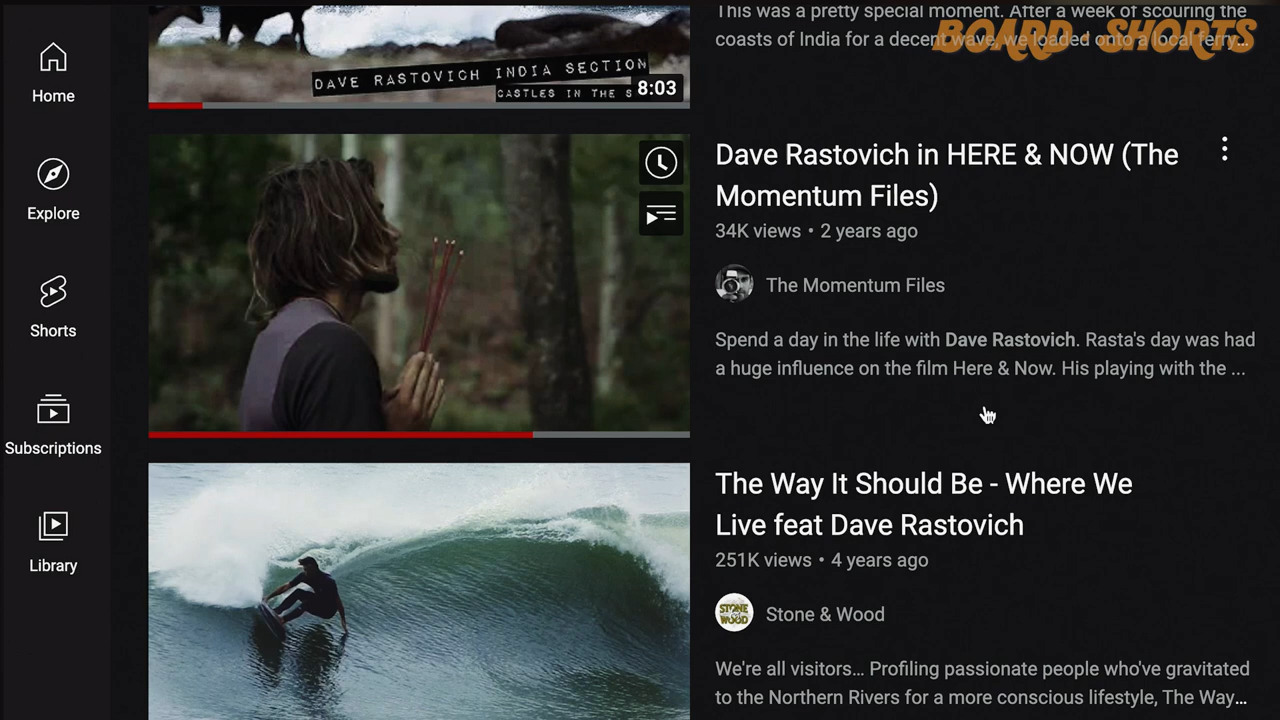 Home
Explore
Shorts
Subscriptions
Library
DAVE RASTOVICH INDIA SECTION
CASTLES IN THE S
8:03
This was a pretty special moment. After a week of scouring the
coasts of India for a decent wave, we loaded onto a local ferry...
BOARD - SHORTS
Dave Rastovich in HERE & NOW (The
Momentum Files)
34K views • 2 years ago
The Momentum Files
Spend a day in the life with Dave Rastovich. Rasta's day was had
a huge influence on the film Here & Now. His playing with the ...
The Way It Should Be - Where We
Live feat Dave Rastovich
251K views • 4 years ago
STONE & WOOD
Stone & Wood
We're all visitors... Profiling passionate people who've gravitated
to the Northern Rivers for a more conscious lifestyle, The Way...